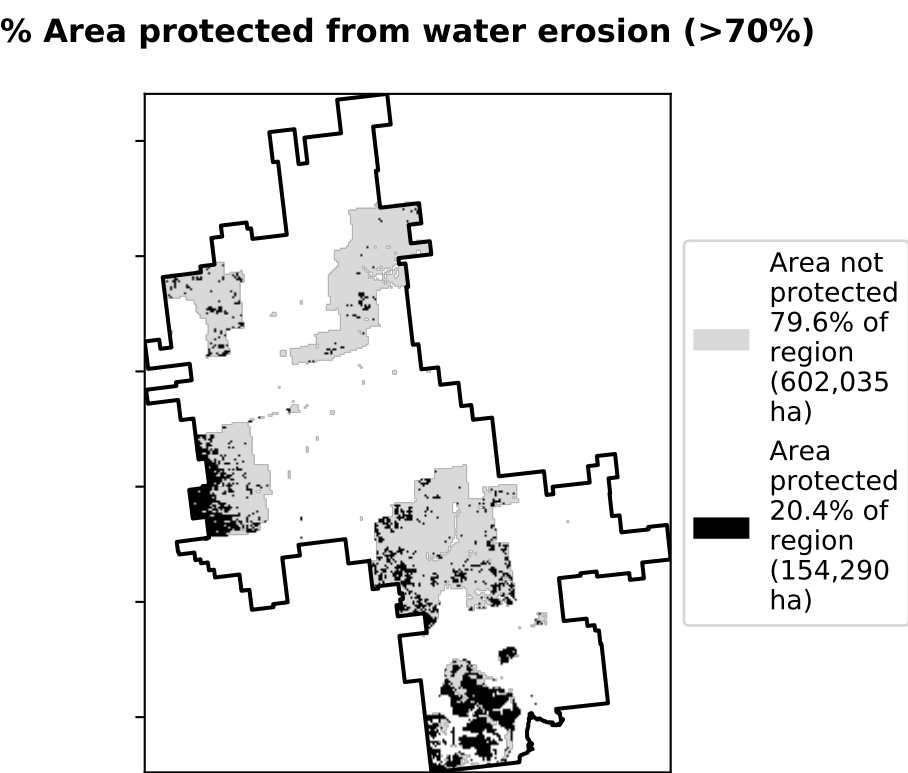 % Area protected from water erosion (>70%)
Area not
protected
79.6% of
region
(602,035
ha)
Area
protected
20.4% of
region
(154,290
ha)